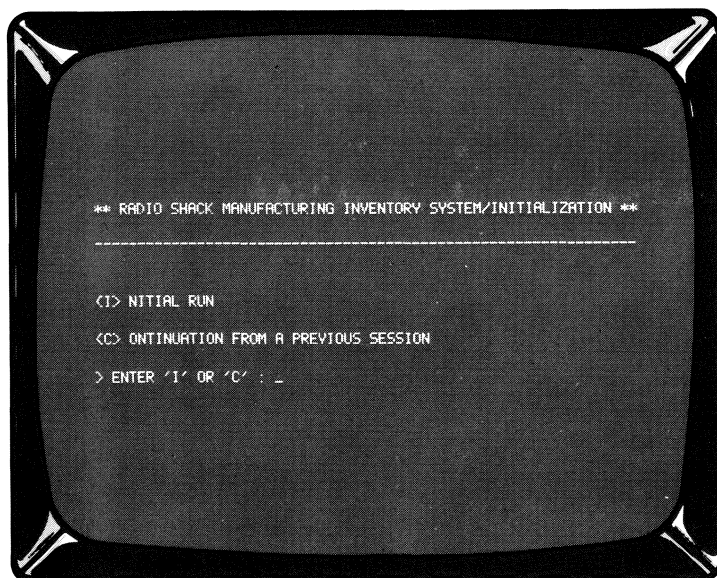 ** RADIO SHACK MANUFACTURING INVENTORY SYSTEM/INITIALIZATION **
--------------------------------------------------------------
<I> NITIAL RUN
<C> ONTINUATION FROM A PREVIOUS SESSION
> ENTER 'I' OR 'C' : _